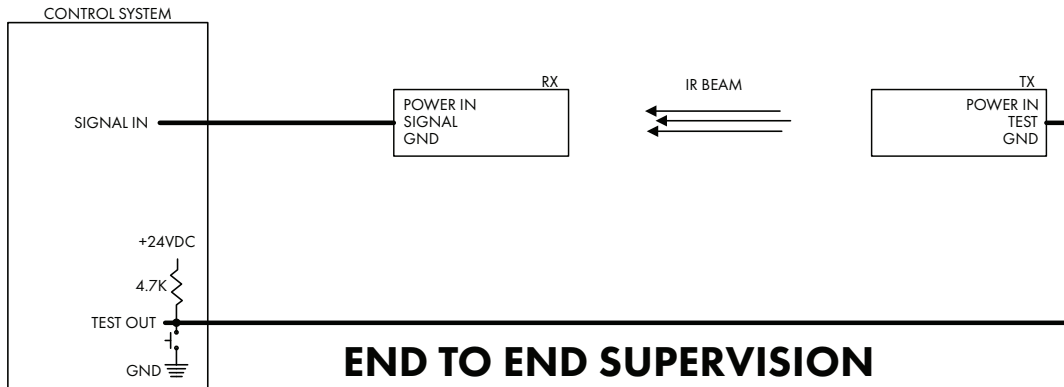 CONTROL SYSTEM
RX
IR BEAM
TX
POWER IN
SIGNAL
GND
POWER IN
TEST
GND
SIGNAL IN
+24VDC
4.7K
TEST OUT
GND
END TO END SUPERVISION